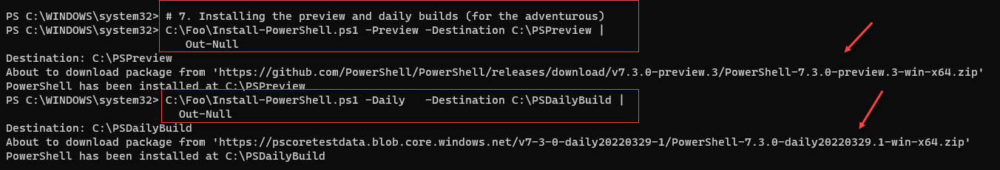 PS C:\WINDOWS\system32> # 7. Installing the preview and daily builds (for the adventurous)
PS C:\WINDOWS\system32> C:\Foo\Install-PowerShell.ps1 -Preview -Destination C:\PSPreview |
Out-Null
Destination: C:\PSPreview
About to download package from 'https://github.com/PowerShell/PowerShell/releases/download/v7.3.0-preview.3/PowerShell-7.3.0-preview.3-win-x64.zip'
PowerShell has been installed at C:\PSPreview
PS C:\WINDOWS\system32> C:\Foo\Install-PowerShell.ps1 -Daily   -Destination C:\PSDailyBuild |
Out-Null
Destination: C:\PSDailyBuild
About to download package from 'https://pscoretestdata.blob.core.windows.net/v7-3-0-daily20220329-1/PowerShell-7.3.0-daily20220329.1-win-x64.zip'
PowerShell has been installed at C:\PSDailyBuild